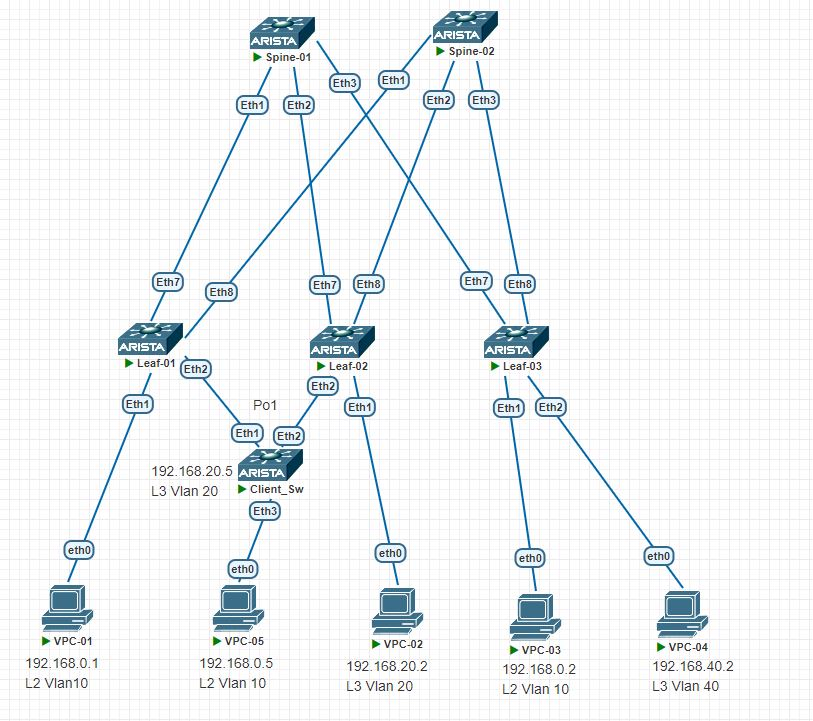 ARISTA
Spine-01
ARISTA
Spine-02
Eth1
Eth2
Eth3
Eth1
Eth2
Eth3
Eth7
Eth8
Eth7
Eth8
Eth7
Eth8
ARISTA
Leaf-01
ARISTA
Leaf-02
ARISTA
Leaf-03
Eth1
Eth2
Eth2
Eth1
Eth1
Eth2
Po1
Eth1
Eth2
192.168.20.5
L3 Vlan 20
ARISTA
Client_Sw
Eth3
eth0
eth0
eth0
eth0
eth0
VPC-01
192.168.0.1
L2 Vlan10
VPC-05
192.168.0.5
L2 Vlan 10
VPC-02
192.168.20.2
L3 Vlan 20
VPC-03
192.168.0.2
L2 Vlan 10
VPC-04
192.168.40.2
L3 Vlan 40